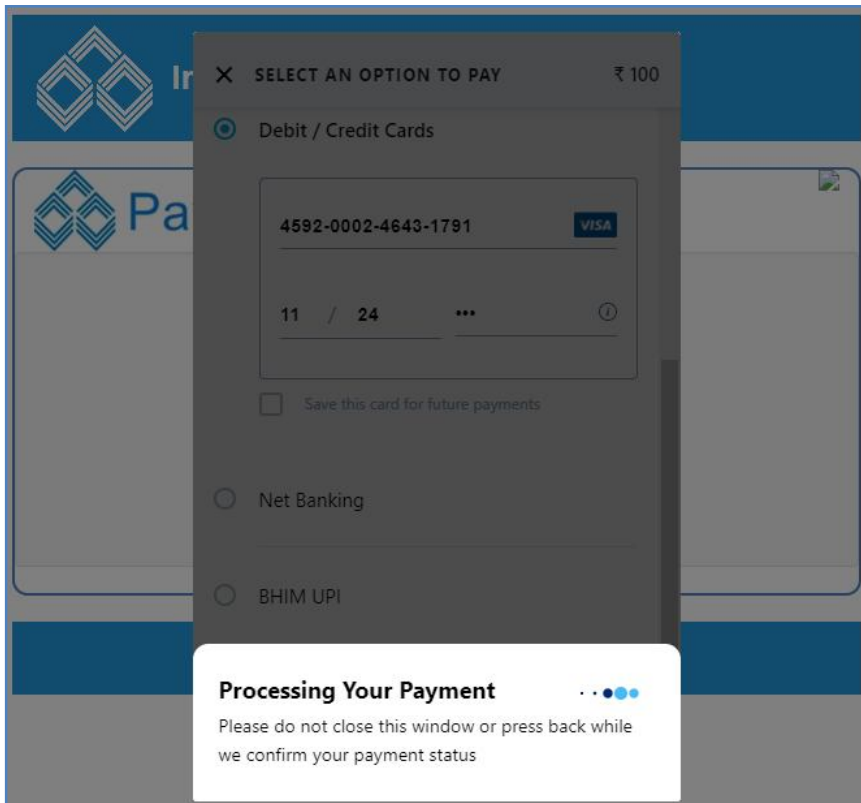 In
SELECT AN OPTION TO PAY ₹ 100
Debit / Credit Cards
Pa
4592-0002-4643-1791 VISA
11 / 24 •••
Save this card for future payments
Net Banking
BHIM UPI
Processing Your Payment
Please do not close this window or press back while
we confirm your payment status